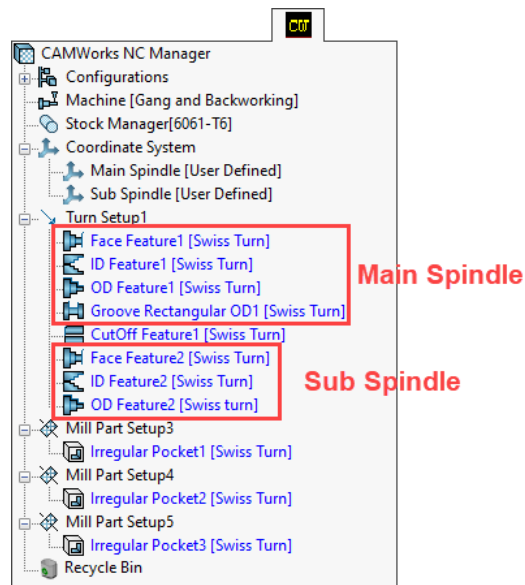 CW
CAMWorks NC Manager
Configurations
Machine [Gang and Backworking]
Stock Manager[6061-T6]
Coordinate System
Main Spindle [User Defined]
Sub Spindle [User Defined]
Turn Setup1
Face Feature1 [Swiss Turn]
ID Feature1 [Swiss Turn]
Main Spindle
OD Feature1 [Swiss Turn]
Groove Rectangular OD1 [Swiss Turn]
CutOff Feature1 [Swiss Turn]
Face Feature2 [Swiss Turn]
ID Feature2 [Swiss Turn]
Sub Spindle
OD Feature2 [Swiss turn]
Mill Part Setup3
Irregular Pocket1 [Swiss Turn]
Mill Part Setup4
Irregular Pocket2 [Swiss Turn]
Mill Part Setup5
Irregular Pocket3 [Swiss Turn]
Recycle Bin